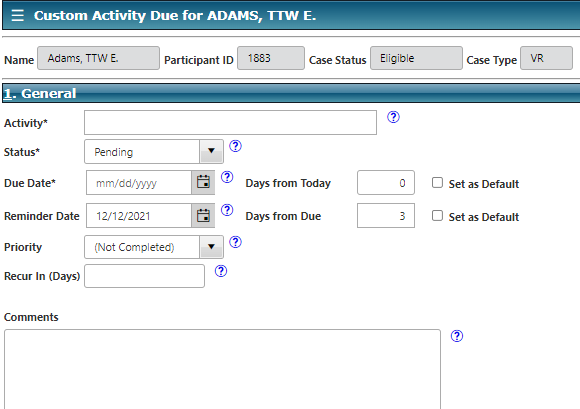 ☰ Custom Activity Due for ADAMS, TTW E.
Name Adams, TTW E. Participant ID 1883 Case Status Eligible Case Type VR
1. General
Activity* ?
Status* Pending ▼ ?
Due Date* mm/dd/yyyy ? Days from Today 0 Set as Default
Reminder Date 12/12/2021 ? Days from Due 3 Set as Default
Priority (Not Completed) ▼ ?
Recur In (Days) ?
Comments
?